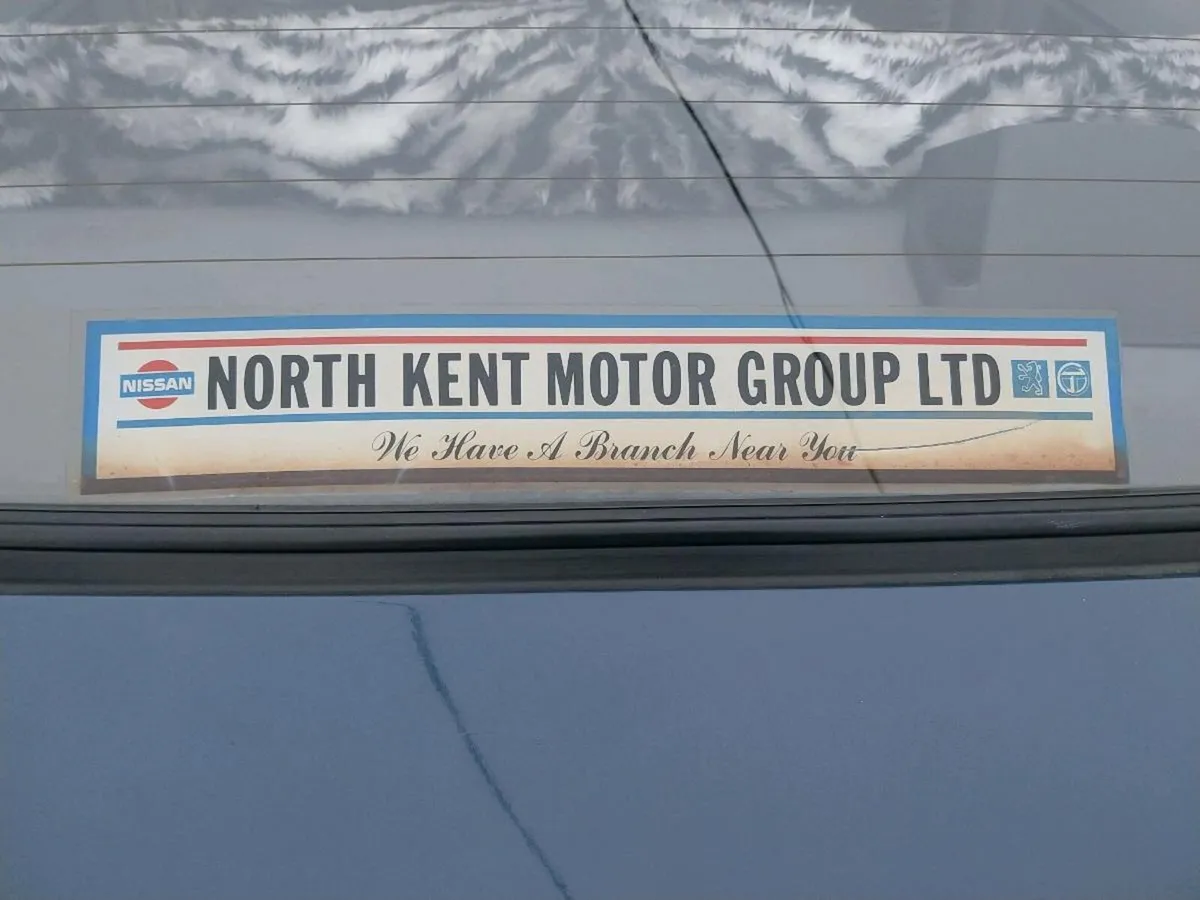 NISSAN NORTH KENT MOTOR GROUP LTD
We Have A Branch Near You